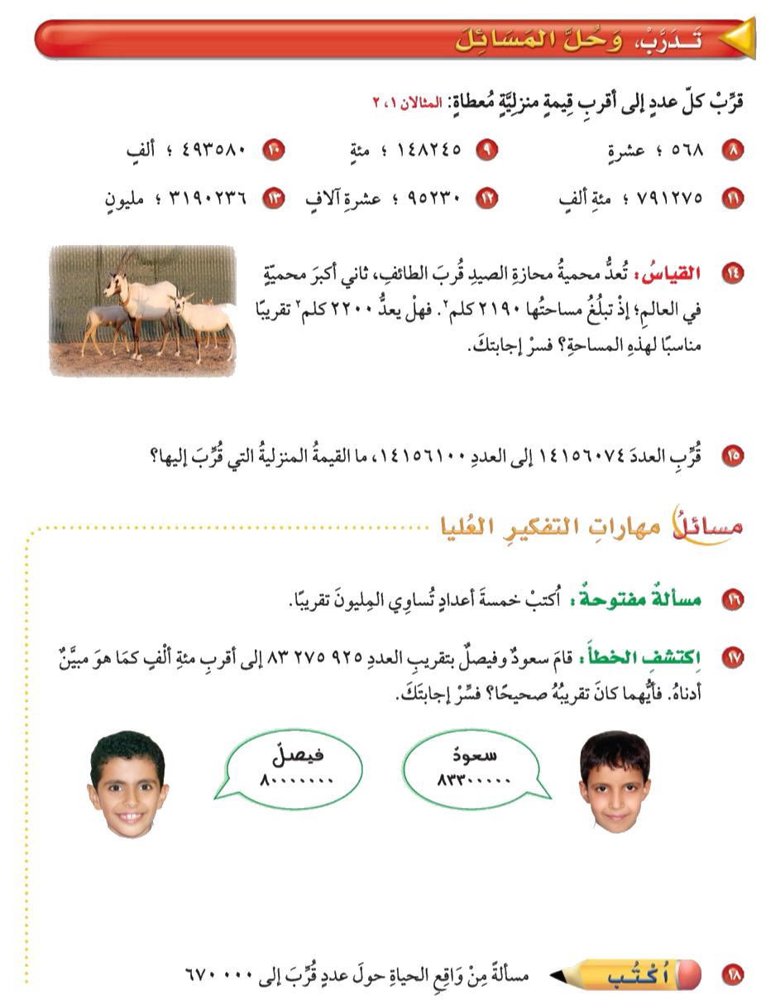 تَـدَرَّبْ، وَحُلَّ المَسَائِلَ
قرِّبْ كلّ عددٍ إلى أقربِ قِيمةٍ منزليَّةٍ مُعطاةٍ: المثالان ١، ٢
٨ ٥٦٨ ؛ عشرةٍ ٩ ١٤٨٢٤٥ ؛ مئةٍ ١٠ ٤٩٣٥٨٠ ؛ ألفٍ
١١ ٧٩١٢٧٥ ؛ مئةِ ألفٍ ١٢ ٩٥٢٣٠ ؛ عشرةِ آلافٍ ١٣ ٣١٩٠٢٣٦ ؛ مليونٍ
١٤ القياسُ: تُعدُّ محميةُ محازةِ الصيدِ قُربَ الطائفِ، ثاني أكبرَ محميّةٍ
في العالمِ؛ إذْ تبلُغُ مساحتُها ٢١٩٠ كلم٢. فهلْ يعدُّ ٢٢٠٠ كلم٢ تقريبًا
مناسبًا لهذهِ المساحةِ؟ فسرْ إجابتكَ.
١٥ قُرِّبِ العددَ ١٤١٥٦٠٧٤ إلى العددِ ١٤١٥٦١٠٠، ما القيمةُ المنزليةُ التي قُرِّبَ إليها؟
مسائلُ مهاراتِ التفكيرِ العُليا
١٦ مسألةٌ مفتوحةٌ: اُكتبْ خمسةَ أعدادٍ تُساوِي المِليونَ تقريبًا.
١٧ اِكتشفِ الخطأَ: قامَ سعودٌ وفيصلٌ بتقريبِ العددِ ٩٢٥ ٢٧٥ ٨٣ إلى أقربِ مئةِ ألْفٍ كمَا هوَ مبيَّنٌ
أدناهُ. فأيُّهما كانَ تقريبُهُ صحيحًا؟ فسِّرْ إجابتَكَ.
سعودٌ
٨٣٣٠٠٠٠٠
فيصلٌ
٨٠٠٠٠٠٠٠
١٨ اُكْتُب مسألةً مِنْ وَاقِعِ الحياةِ حولَ عددٍ قُرِّبَ إلى ٠٠٠ ٦٧٠